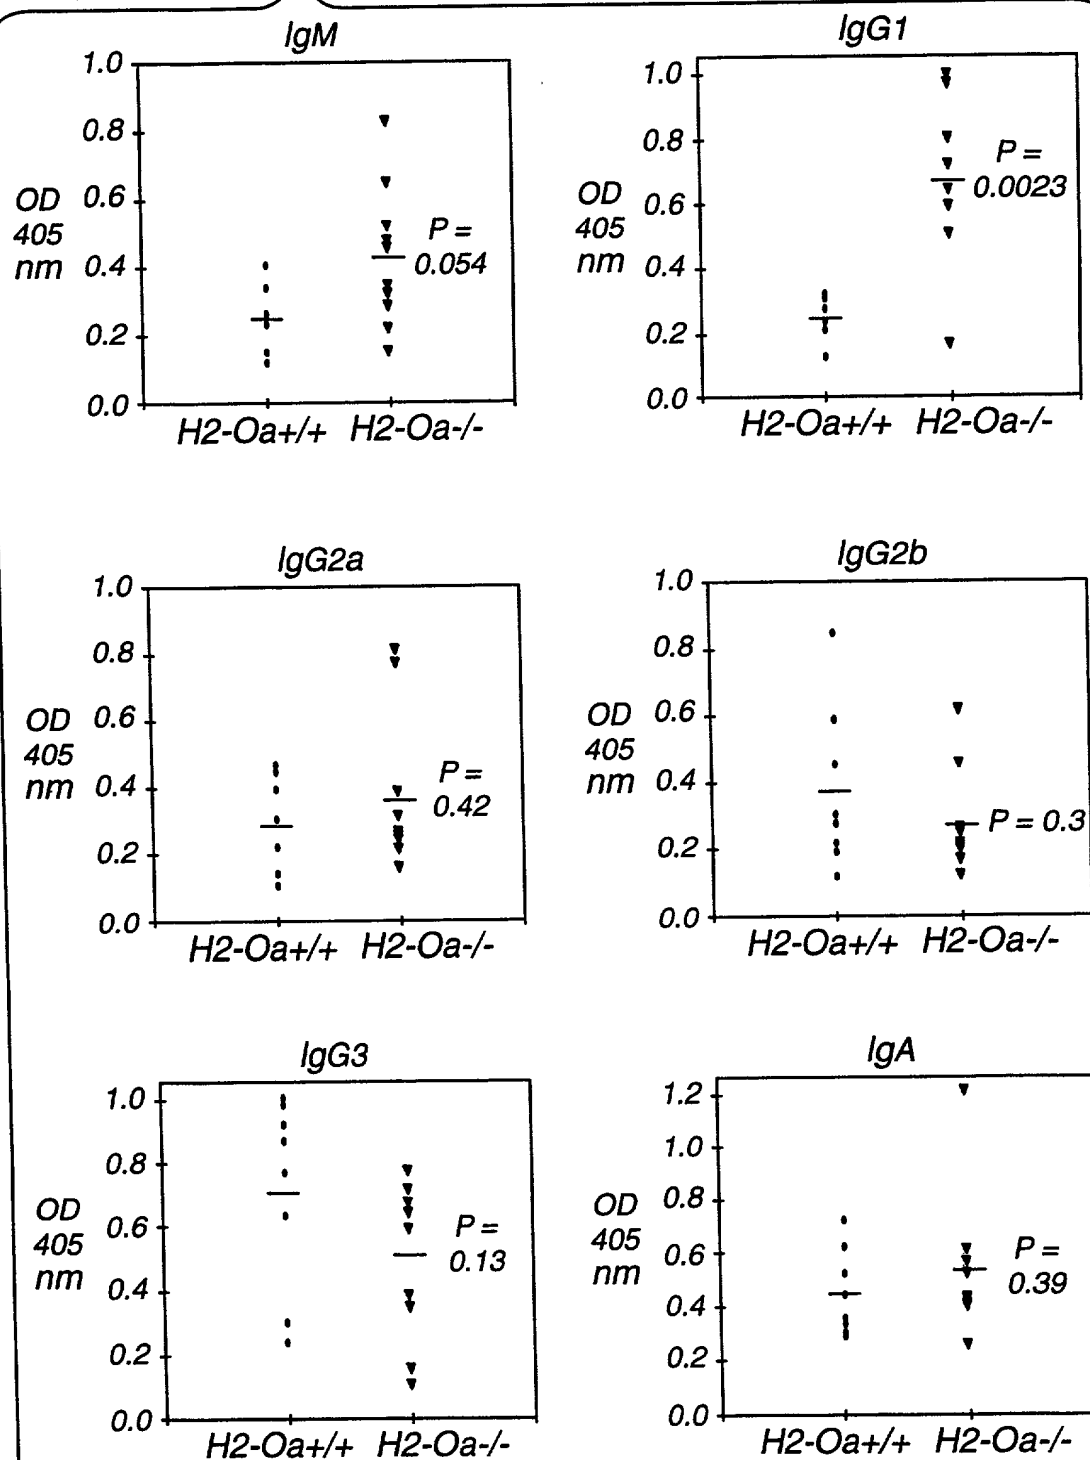 IgM
1.0
0.8
0.6
0.4
0.2
0.0
OD
405
nm
P =
0.054
H2-Oa+/+ H2-Oa-/-
IgG1
1.0
0.8
0.6
0.4
0.2
0.0
OD
405
nm
P =
0.0023
H2-Oa+/+ H2-Oa-/-
IgG2a
1.0
0.8
0.6
0.4
0.2
0.0
OD
405
nm
P =
0.42
H2-Oa+/+ H2-Oa-/-
IgG2b
1.0
0.8
0.6
0.4
0.2
0.0
OD
405
nm
P = 0.3
H2-Oa+/+ H2-Oa-/-
IgG3
1.0
0.8
0.6
0.4
0.2
0.0
OD
405
nm
P =
0.13
H2-Oa+/+ H2-Oa-/-
IgA
1.2
1.0
0.8
0.6
0.4
0.2
0.0
OD
405
nm
P =
0.39
H2-Oa+/+ H2-Oa-/-